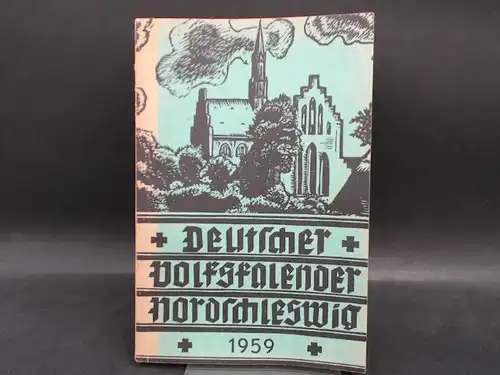 Deutscher
Volkskalender
Nordschleswig
1959